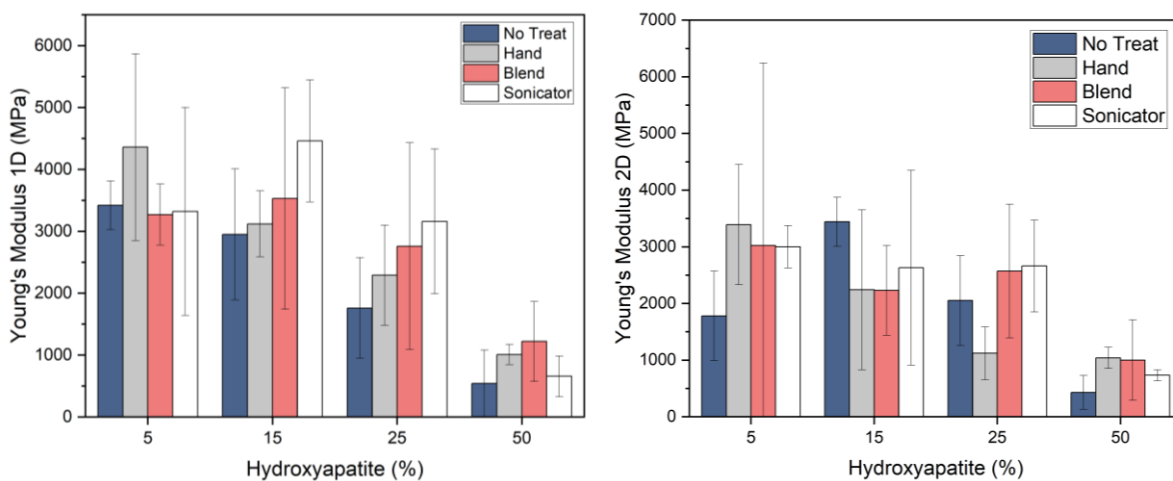 Young's Modulus 1D (MPa)
6000
5000
4000
3000
2000
1000
0
No Treat
Hand
Blend
Sonicator
5 15 25 50
Hydroxyapatite (%)
Young's Modulus 2D (MPa)
7000
6000
5000
4000
3000
2000
1000
0
No Treat
Hand
Blend
Sonicator
5 15 25 50
Hydroxyapatite (%)